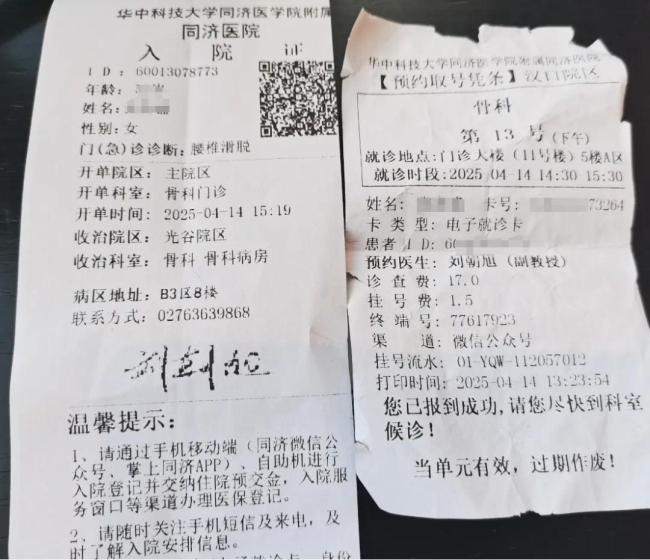 华中科技大学同济医学院附属
同济医院
入 院 证
ID: 60013078773
年龄:
姓名:
性别: 女
门(急)诊诊断: 腰椎滑脱
开单院区: 主院区
开单科室: 骨科门诊
开单时间: 2025-04-14 15:19
收治院区: 光谷院区
收治科室: 骨科 骨科病房
病区地址: B3区8楼
联系方式: 02763639868
温馨提示:
1、请通过手机移动端(同济微信公
众号、掌上同济APP)、自助机进行
入院登记并交纳住院预交金,入院服
务窗口等渠道办理医保登记。
2、请随时关注手机短信及来电,及
时了解入院安排信息。
华中科技大学同济医学院附属同济医院
【预约取号凭条】汉口院区
骨科
第 13 号(下午)
就诊地点:门诊大楼(11号楼)5楼A区
就诊时段:2025-04-14 14:30-15:30
姓名: 卡号: 73264
卡类型: 电子就诊卡
患者ID: 60
预约医生: 刘朝旭(副教授)
诊查费: 17.0
挂号费: 1.5
终端号: 77617923
渠 道: 微信公众号
挂号流水: 01-YQW-112057012
打印时间: 2025-04-14 13:23:54
您已报到成功,请您尽快到科室
候诊!
当单元有效,过期作废!